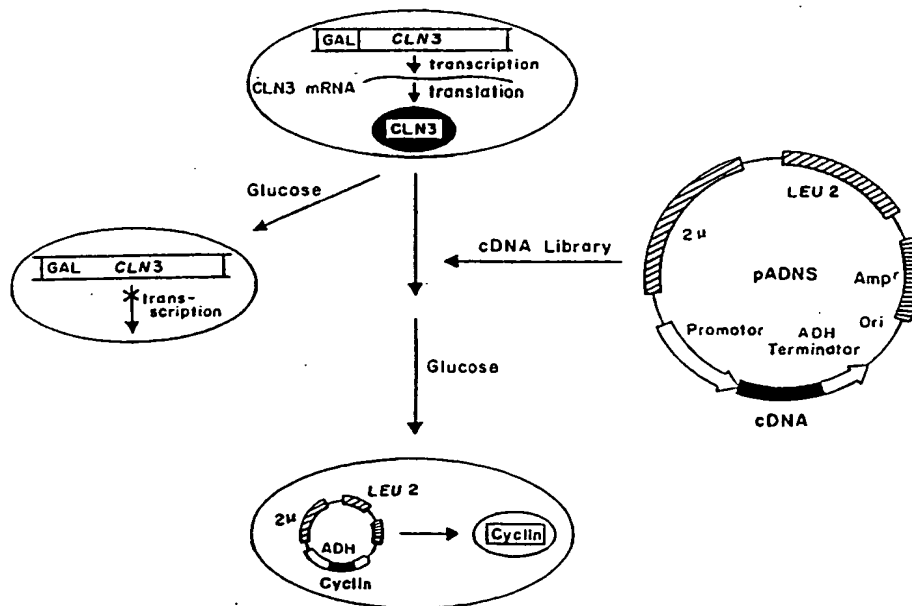 GAL CLN3
transcription
CLN3 mRNA
translation
CLN3
Glucose
GAL CLN3
trans-
scription
cDNA Library
LEU 2
2µ
pADNS
Ampʳ
Ori
Promotor
ADH
Terminator
cDNA
Glucose
LEU 2
2µ
ADH
Cyclin
Cyclin